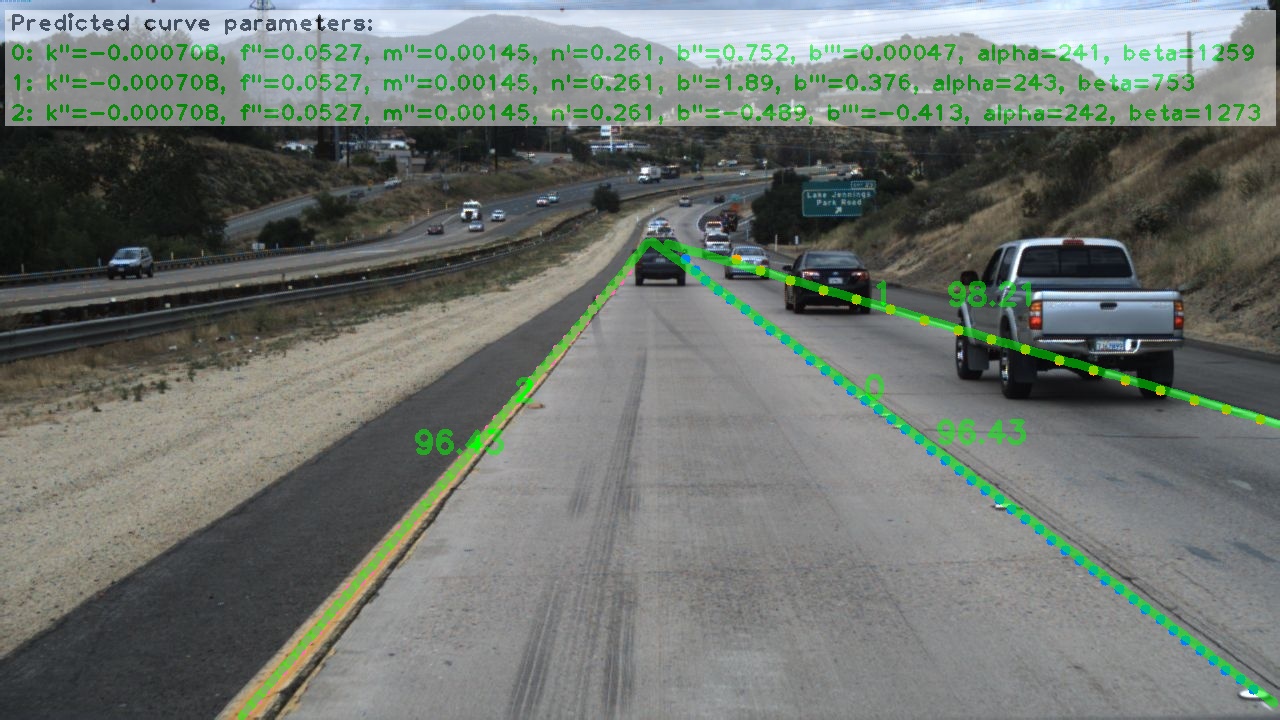 Predicted curve parameters:
0: k''=-0.000708, f''=0.0527, m''=0.00145, n'=0.261, b''=0.752, b'''=0.00047, alpha=241, beta=1259
1: k''=-0.000708, f''=0.0527, m''=0.00145, n'=0.261, b''=1.89, b'''=0.376, alpha=243, beta=753
2: k''=-0.000708, f''=0.0527, m''=0.00145, n'=0.261, b''=-0.489, b'''=-0.413, alpha=242, beta=1273
Lake Jennings
Park Road
1
98.21
2
0
96.43
96.43